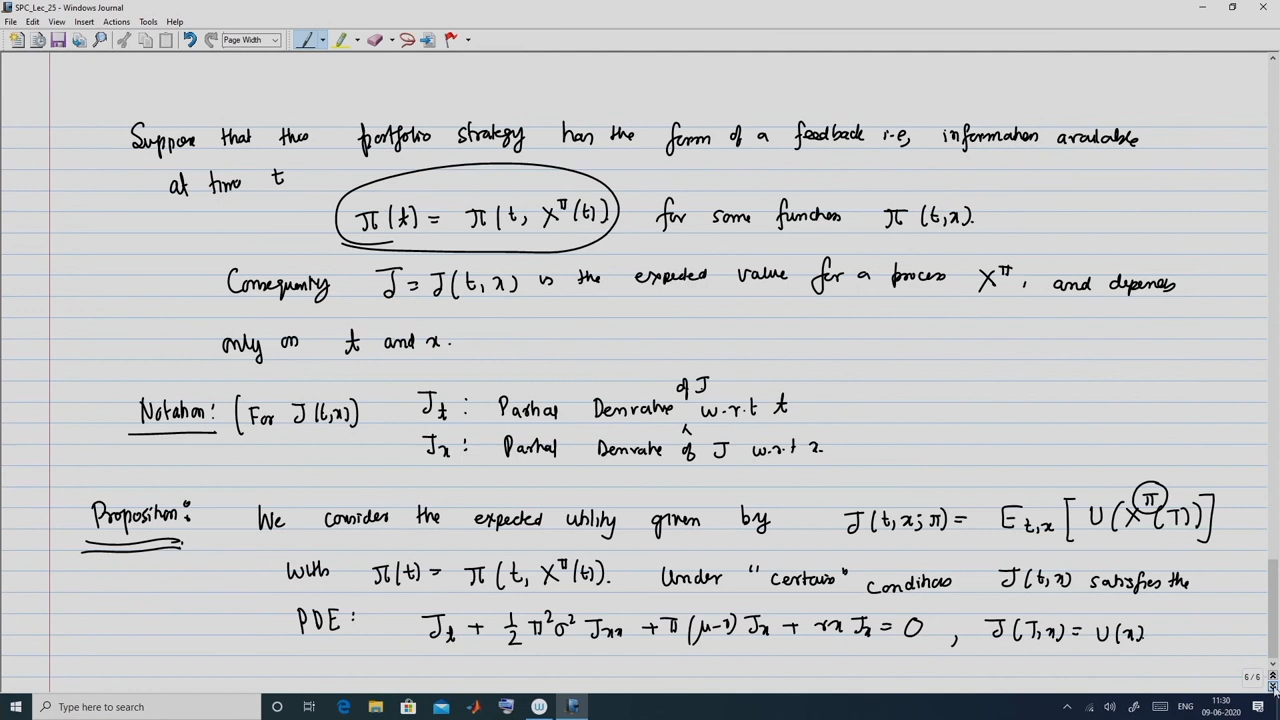 SPC_Lec_25 - Windows Journal
File Edit View Insert Actions Tools Help
Page Width
Suppose that the portfolio strategy has the form of a feedback i.e, information available
at time t
π(t) = π(t, X^π(t)) for some function π(t,x).
Consequently J = J(t,x) is the expected value for a process X^π, and depends
only on t and x.
Notation: (For J(t,x)) J_t : Partial Derivative of J w.r.t t
J_x : Partial Derivative of J w.r.t x.
Proposition: We consider the expected utility given by J(t,x;π) = E_{t,x}[U(X^π(T))]
with π(t) = π(t, X^π(t)). Under "certain" conditions J(t,x) satisfies the
PDE: J_t + 1/2 π²σ² J_xx + π(μ-r) J_x + rx J_x = 0, J(T,x) = U(x)
6 / 6
Type here to search
11:30
09-06-2020